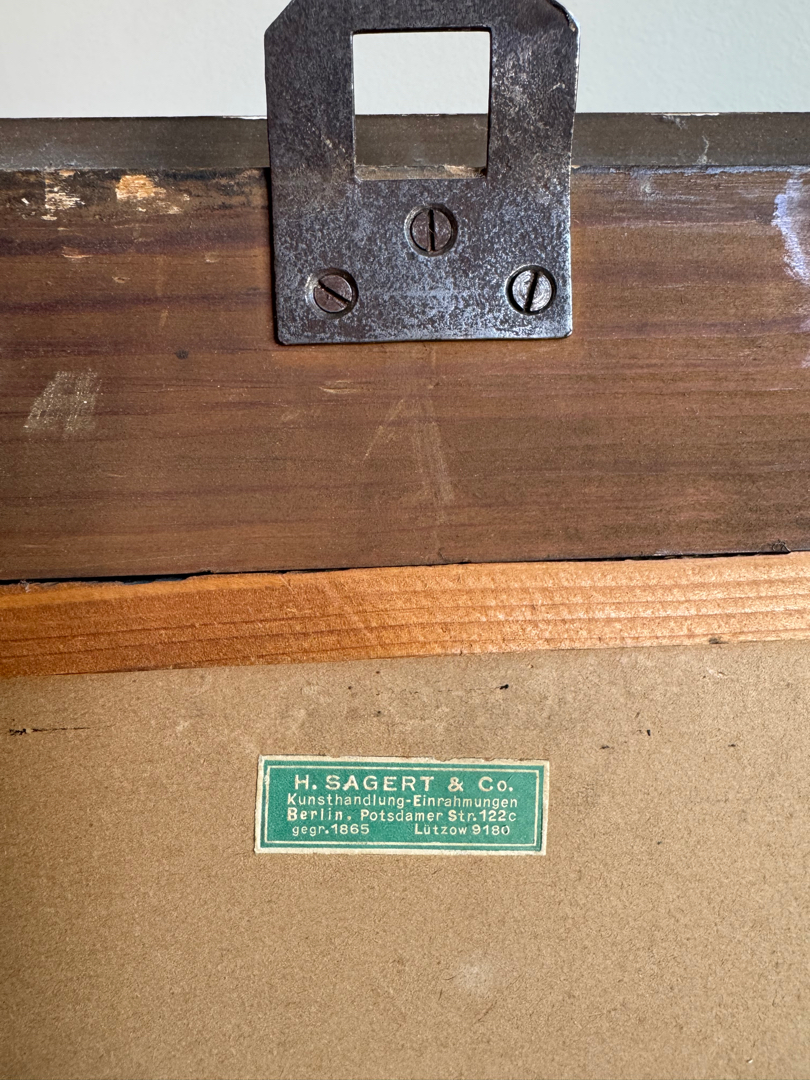 H. SAGERT & Co.
Kunsthandlung-Einrahmungen
Berlin, Potsdamer Str. 122c
gegr. 1865 Lützow 9180